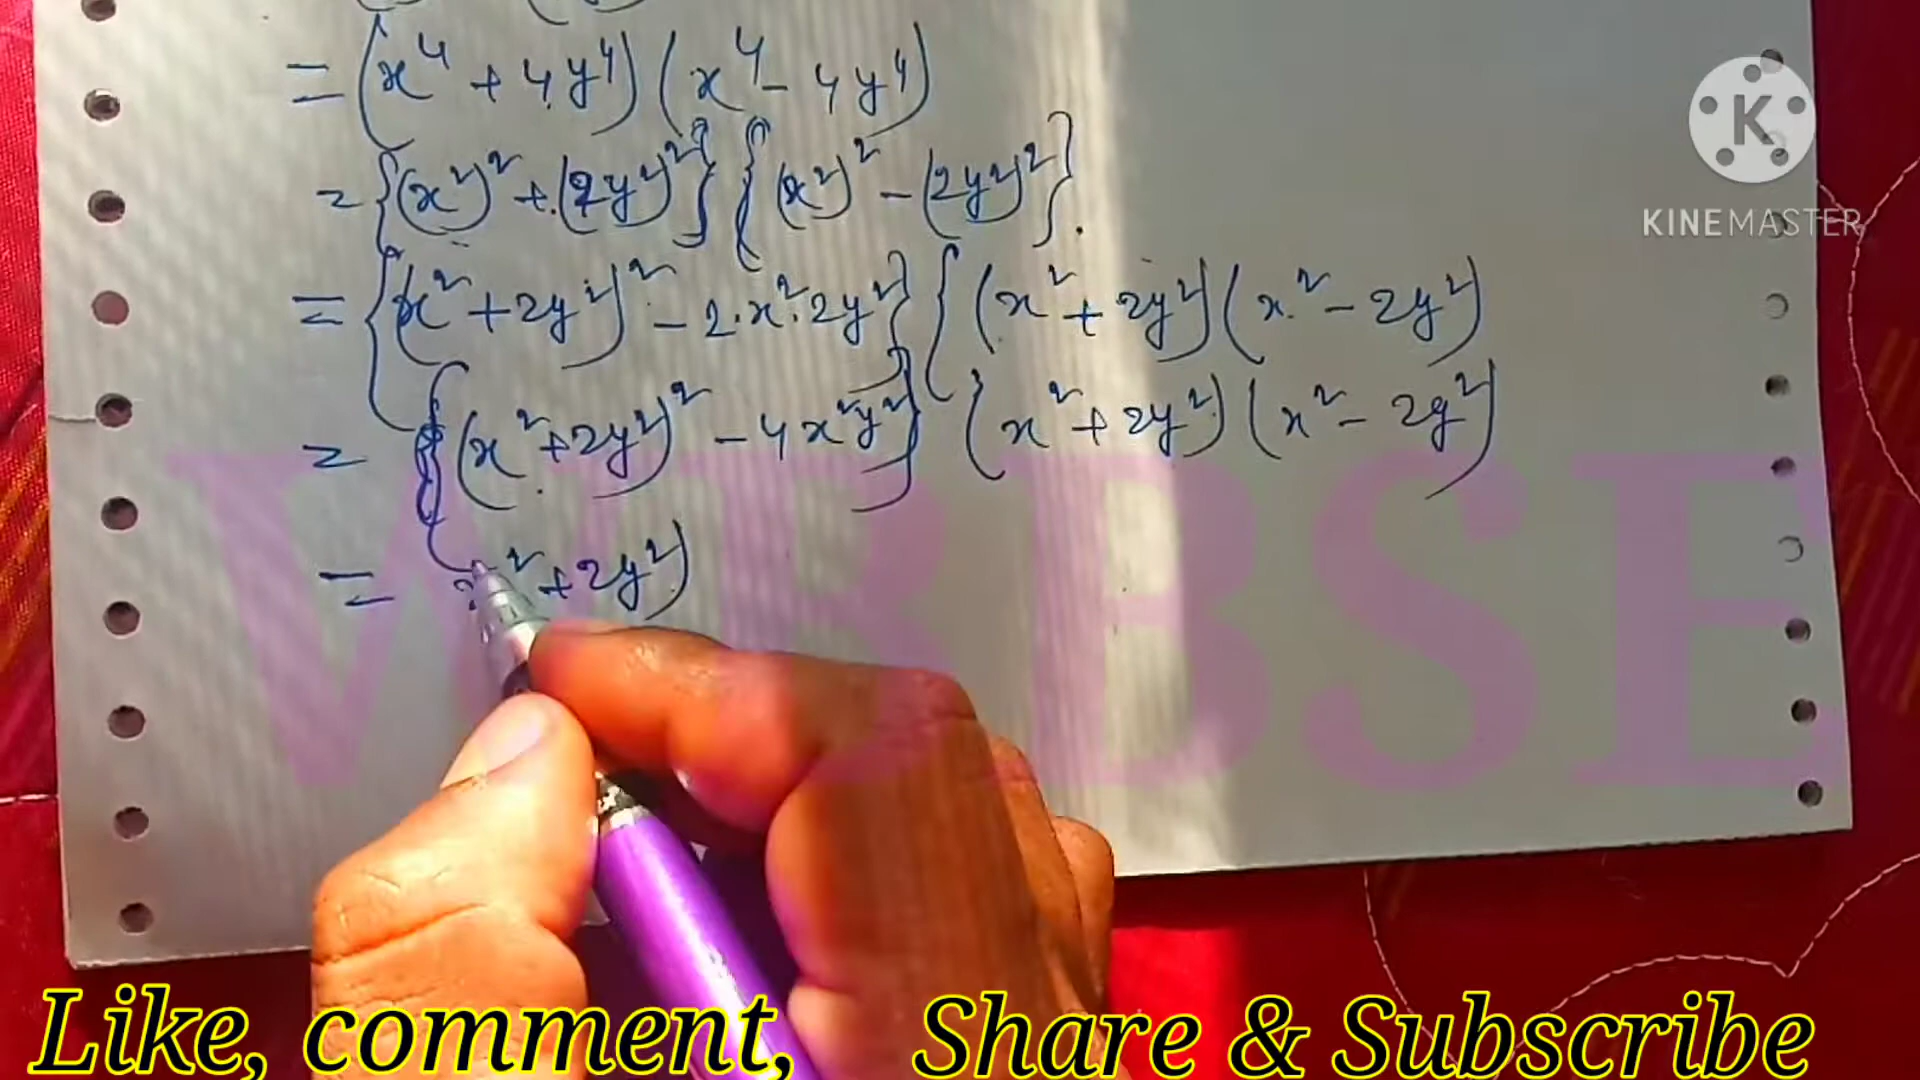 = (x⁴ + 4y⁴) (x⁴ - 4y⁴)
= {(x²)² + (2y²)²} {(x²)² - (2y²)²}.
= {(x² + 2y²)² - 2·x²·2y²} {(x² + 2y²)(x² - 2y²)
= {(x² + 2y²)² - 4x²y²} (x² + 2y²) (x² - 2y²)
= x² + 2y²)
K
KINEMASTER
WBBSE
Like, comment, Share & Subscribe